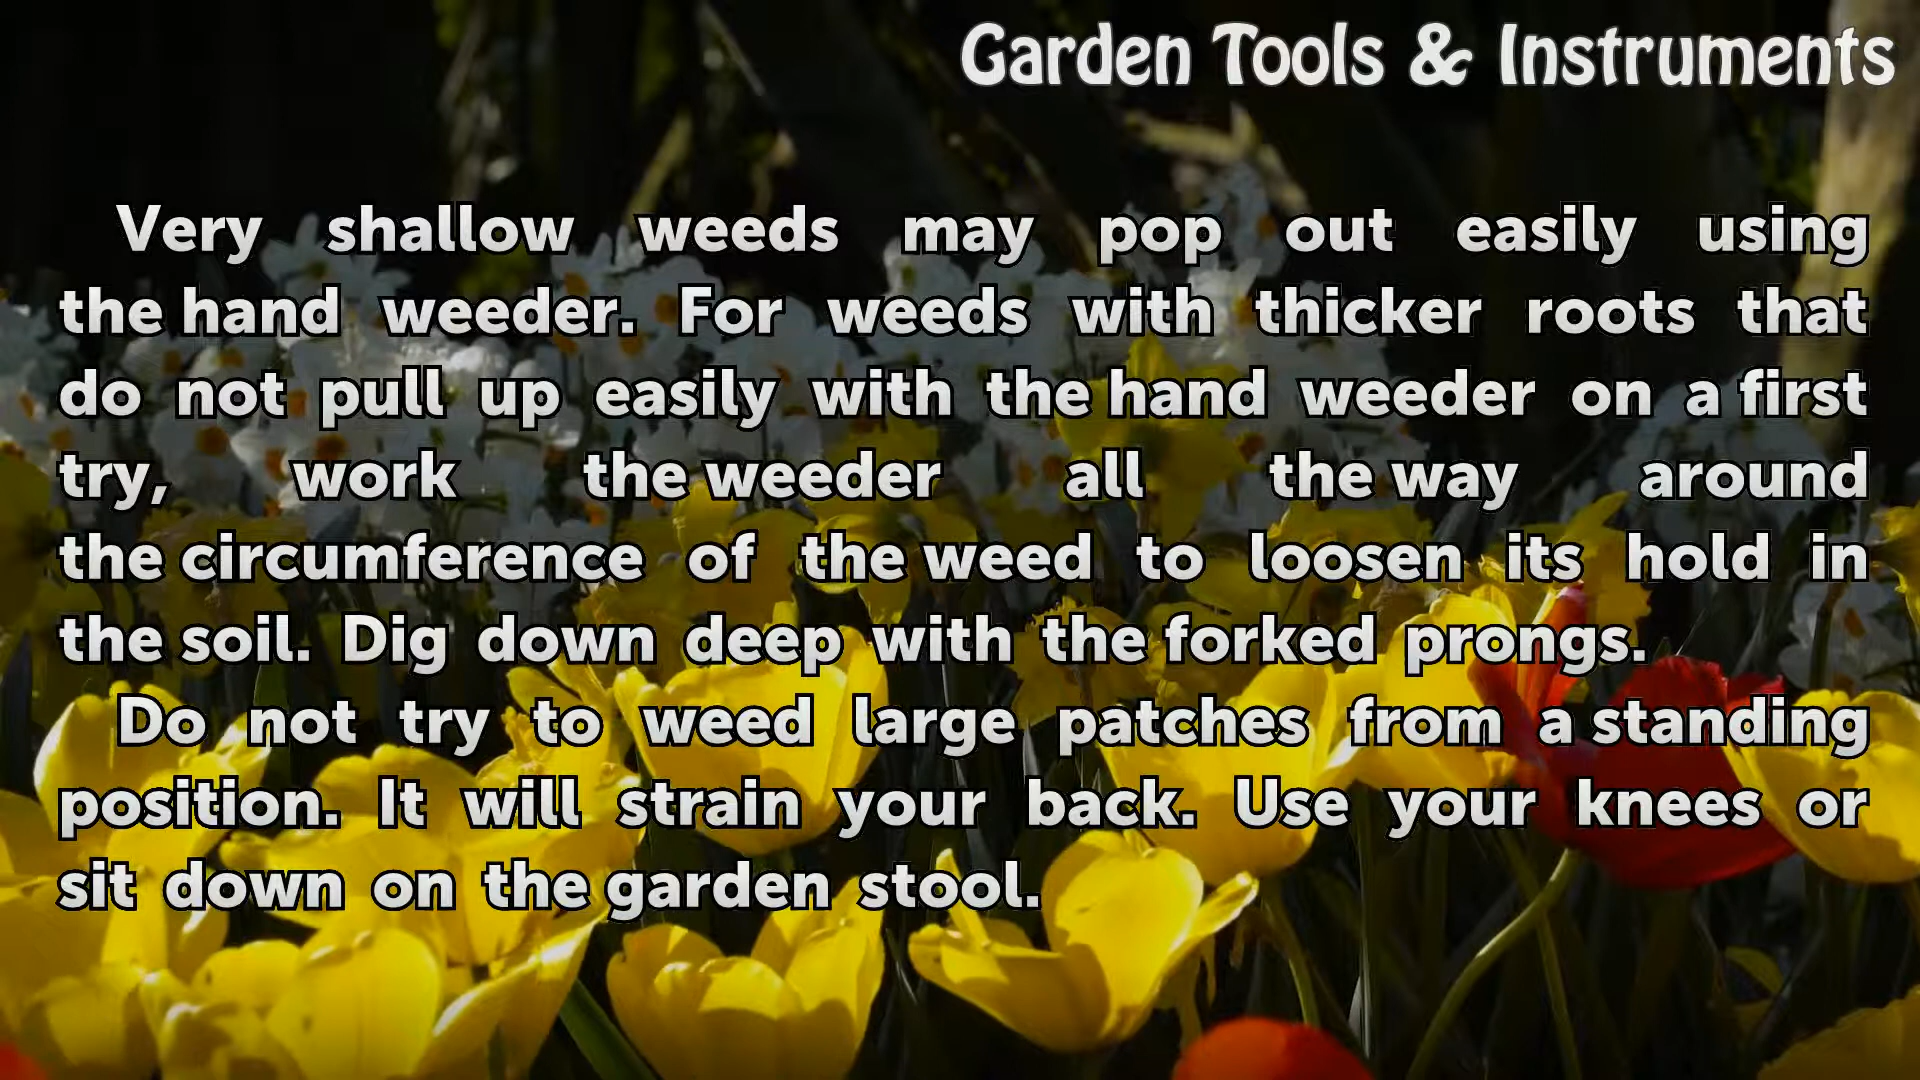 Garden Tools & Instruments
Very shallow weeds may pop out easily using
the hand weeder. For weeds with thicker roots that
do not pull up easily with the hand weeder on a first
try, work the weeder all the way around
the circumference of the weed to loosen its hold in
the soil. Dig down deep with the forked prongs.
Do not try to weed large patches from a standing
position. It will strain your back. Use your knees or
sit down on the garden stool.